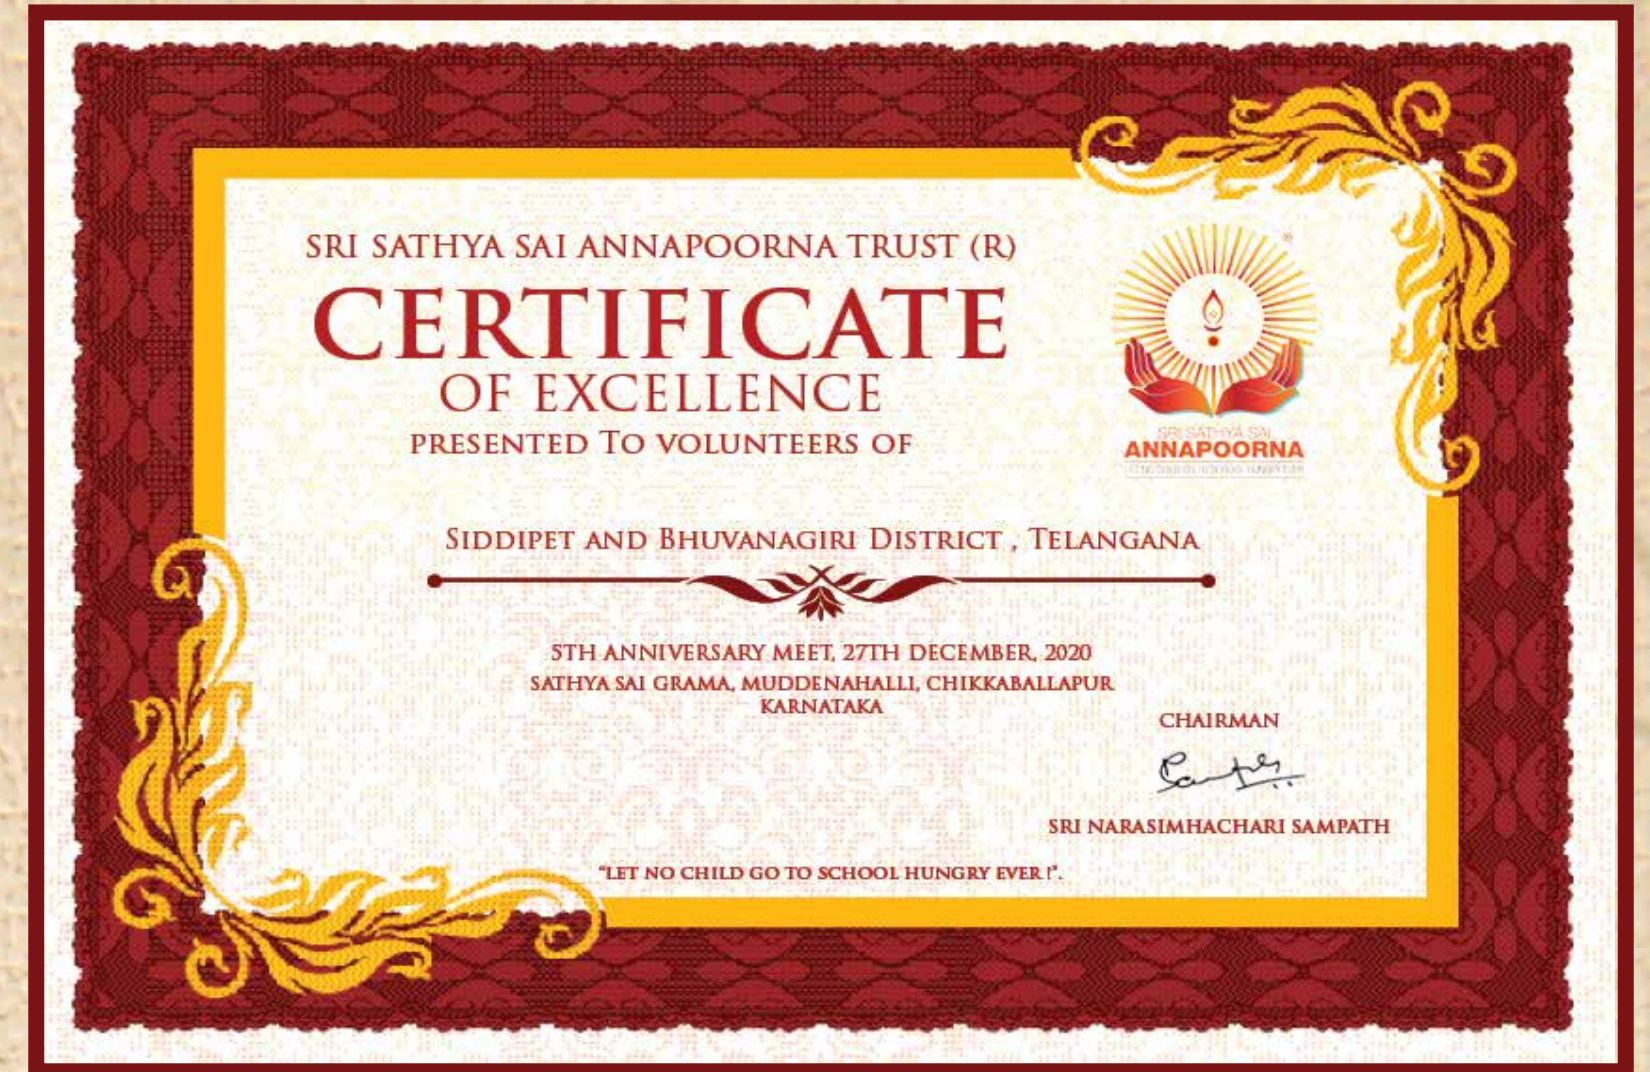 SRI SATHYA SAI ANNAPOORNA TRUST (R)
CERTIFICATE
OF EXCELLENCE
PRESENTED TO VOLUNTEERS OF
SRI SATHYA SAI
ANNAPOORNA
SIDDIPET AND BHUVANAGIRI DISTRICT , TELANGANA
5TH ANNIVERSARY MEET, 27TH DECEMBER, 2020
SATHYA SAI GRAMA, MUDDENAHALLI, CHIKKABALLAPUR
KARNATAKA
CHAIRMAN
SRI NARASIMHACHARI SAMPATH
"LET NO CHILD GO TO SCHOOL HUNGRY EVER !".